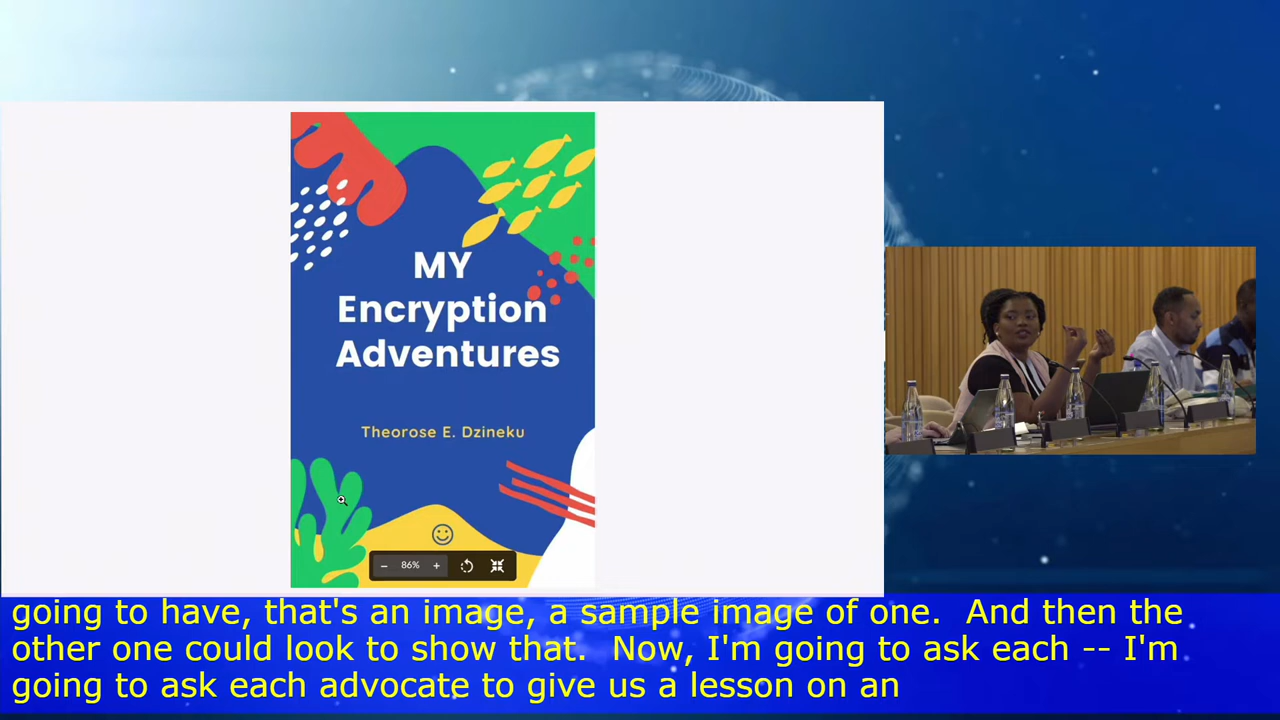 MY
Encryption
Adventures
Theorose E. Dzineku
86%
going to have, that's an image, a sample image of one.  And then the
other one could look to show that.  Now, I'm going to ask each -- I'm
going to ask each advocate to give us a lesson on an